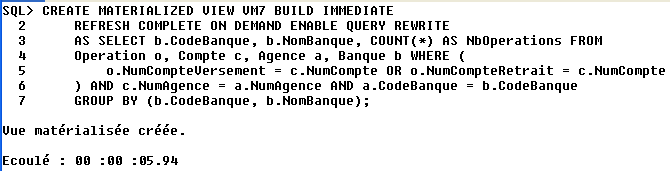 SQL> CREATE MATERIALIZED VIEW VM7 BUILD IMMEDIATE
2 REFRESH COMPLETE ON DEMAND ENABLE QUERY REWRITE
3 AS SELECT b.CodeBanque, b.NomBanque, COUNT(*) AS NbOperations FROM
4 Operation o, Compte c, Agence a, Banque b WHERE (
5 o.NumCompteVersement = c.NumCompte OR o.NumCompteRetrait = c.NumCompte
6 ) AND c.NumAgence = a.NumAgence AND a.CodeBanque = b.CodeBanque
7 GROUP BY (b.CodeBanque, b.NomBanque);
Vue matérialisée créée.
Ecoulé : 00 :00 :05.94